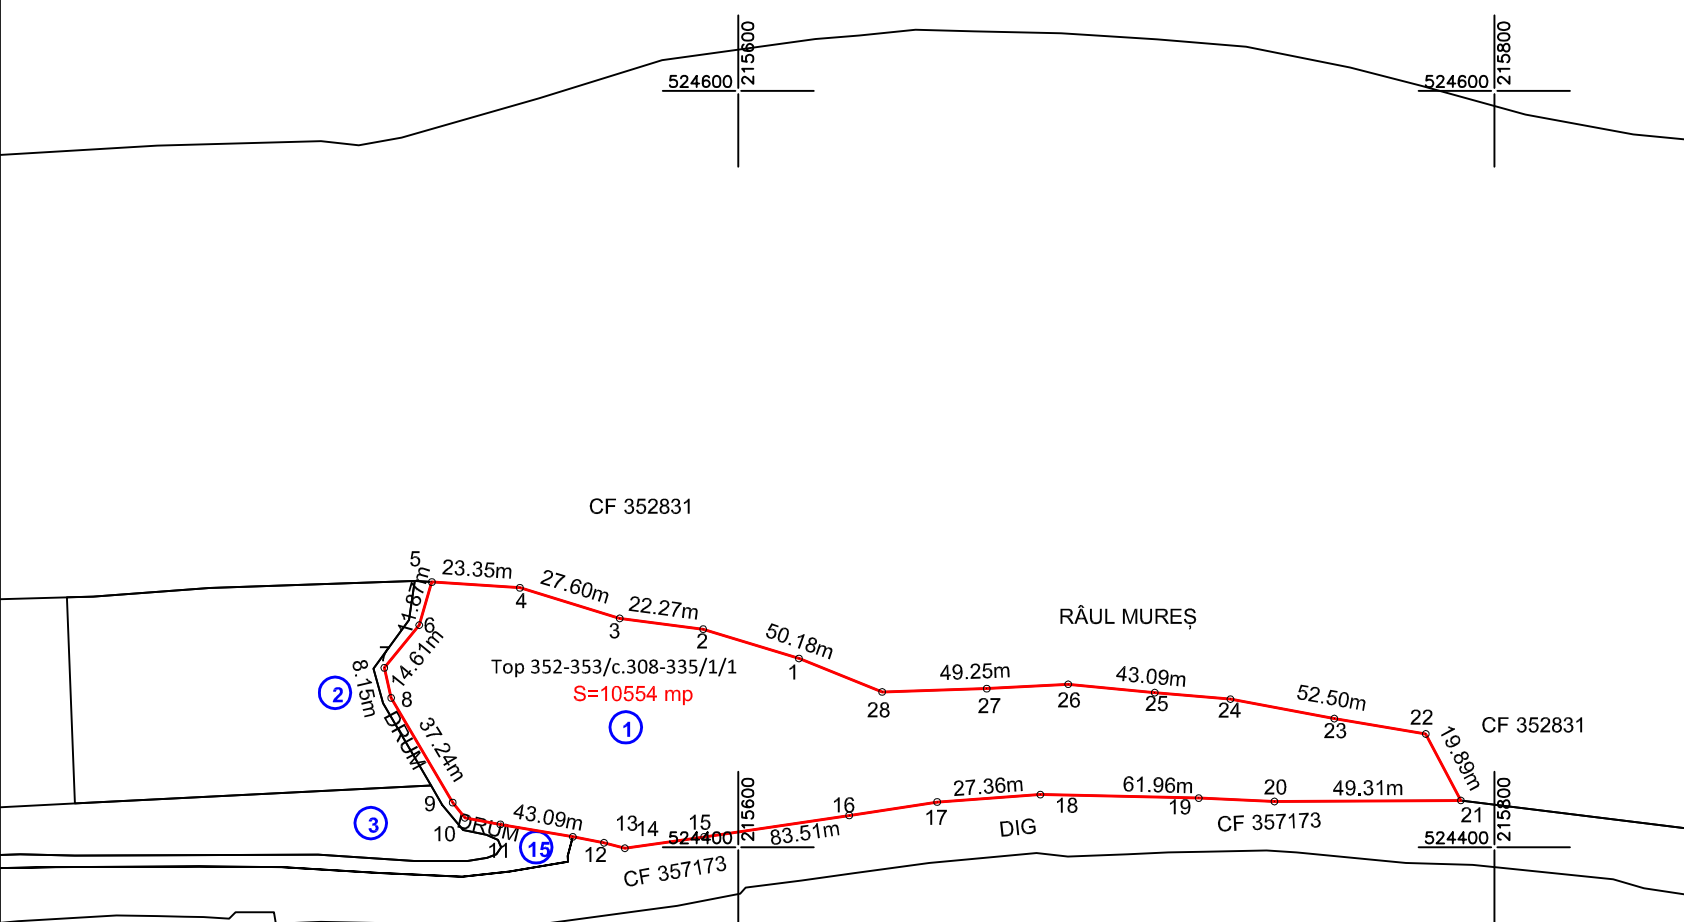 524600
215600
524600
215800
CF 352831
5
23.35m
27.60m
4
11.87m
6
22.27m
3
2
50.18m
1
RÂUL MUREȘ
7
14.61m
8.15m
8
Top 352-353/c.308-335/1/1
S=10554 mp
2
1
49.25m
28
27
43.09m
26
25
24
52.50m
23
22
CF 352831
19.89m
DRUM
37.24m
9
10
DRUM
43.09m
11
3
15
12
13
14
15
524400
215600
83.51m
16
17
27.36m
18
DIG
61.96m
19
20
49.31m
CF 357173
21
524400
215800
CF 357173